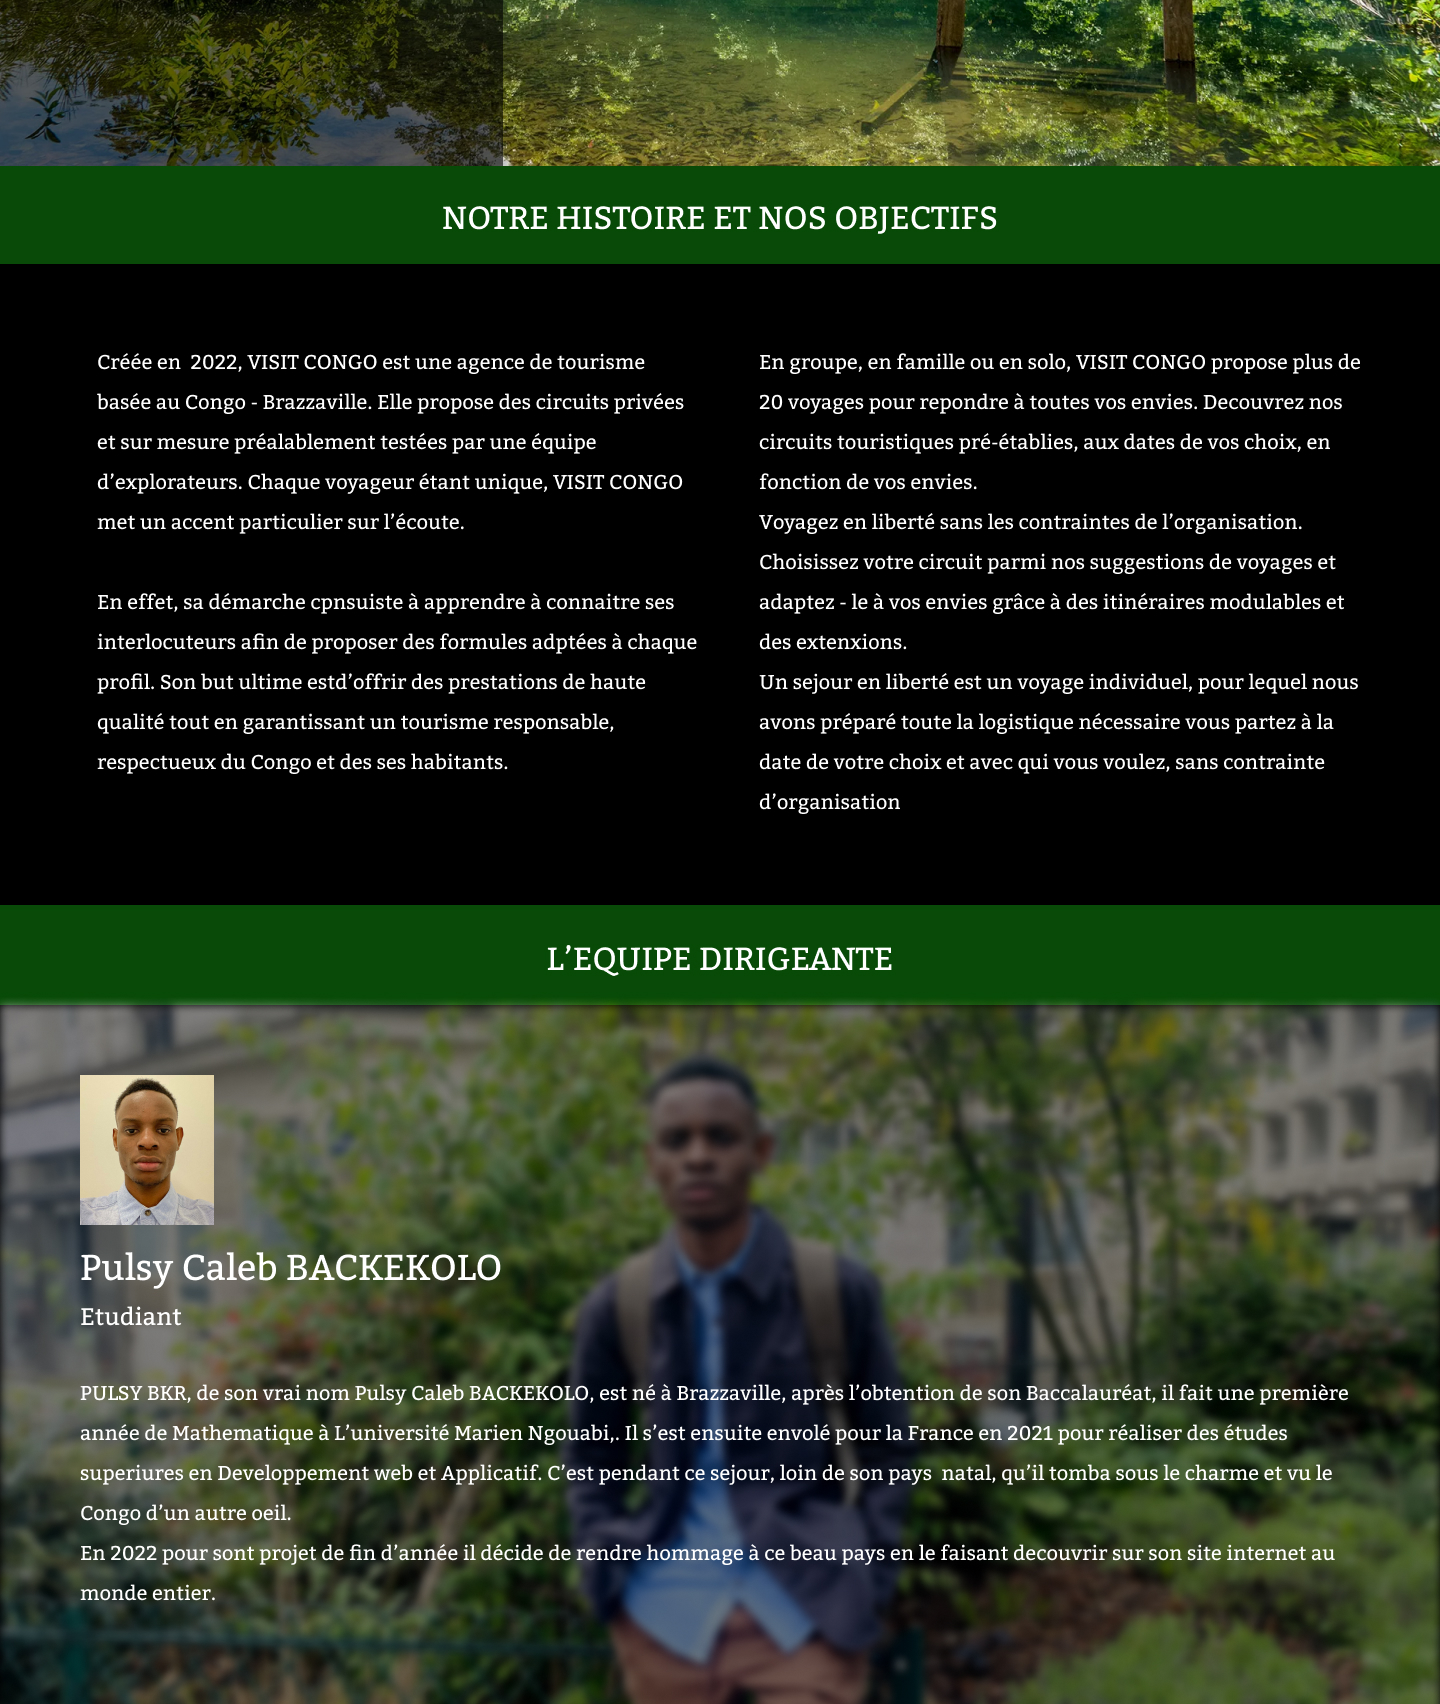 NOTRE HISTOIRE ET NOS OBJECTIFS
Créée en  2022, VISIT CONGO est une agence de tourisme
basée au Congo - Brazzaville. Elle propose des circuits privées
et sur mesure préalablement testées par une équipe
d’explorateurs. Chaque voyageur étant unique, VISIT CONGO
met un accent particulier sur l’écoute.
En effet, sa démarche cpnsuiste à apprendre à connaitre ses
interlocuteurs afin de proposer des formules adptées à chaque
profil. Son but ultime estd’offrir des prestations de haute
qualité tout en garantissant un tourisme responsable,
respectueux du Congo et des ses habitants.
En groupe, en famille ou en solo, VISIT CONGO propose plus de
20 voyages pour repondre à toutes vos envies. Decouvrez nos
circuits touristiques pré-établies, aux dates de vos choix, en
fonction de vos envies.
Voyagez en liberté sans les contraintes de l’organisation.
Choisissez votre circuit parmi nos suggestions de voyages et
adaptez - le à vos envies grâce à des itinéraires modulables et
des extenxions.
Un sejour en liberté est un voyage individuel, pour lequel nous
avons préparé toute la logistique nécessaire vous partez à la
date de votre choix et avec qui vous voulez, sans contrainte
d’organisation
L’EQUIPE DIRIGEANTE
Pulsy Caleb BACKEKOLO
Etudiant
PULSY BKR, de son vrai nom Pulsy Caleb BACKEKOLO, est né à Brazzaville, après l’obtention de son Baccalauréat, il fait une première
année de Mathematique à L’université Marien Ngouabi,. Il s’est ensuite envolé pour la France en 2021 pour réaliser des études
superiures en Developpement web et Applicatif. C’est pendant ce sejour, loin de son pays  natal, qu’il tomba sous le charme et vu le
Congo d’un autre oeil.
En 2022 pour sont projet de fin d’année il décide de rendre hommage à ce beau pays en le faisant decouvrir sur son site internet au
monde entier.